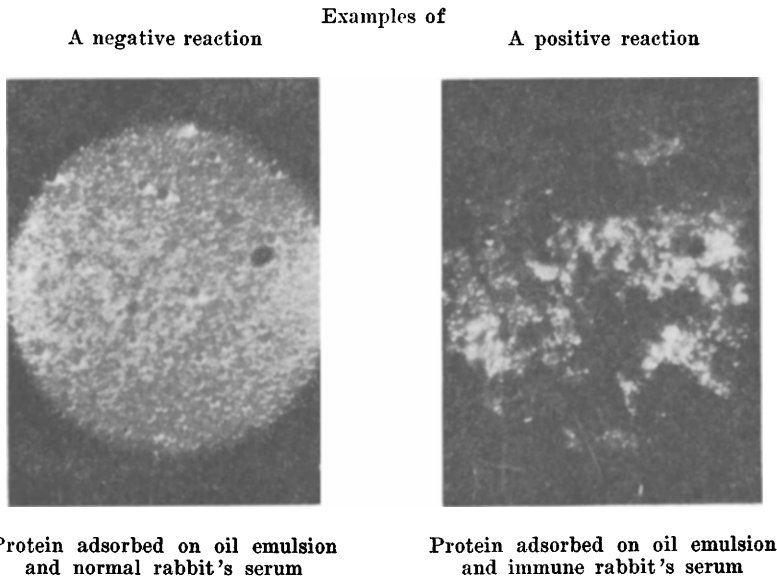 Examples of
A negative reaction
A positive reaction
Protein adsorbed on oil emulsion
and normal rabbit's serum
Protein adsorbed on oil emulsion
and immune rabbit's serum